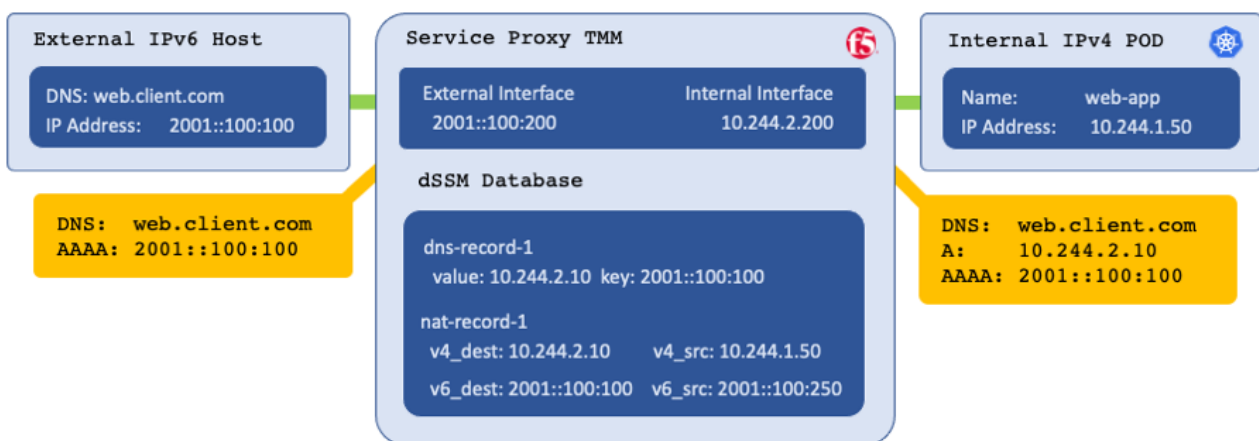 External IPv6 Host
DNS: web.client.com
IP Address: 2001::100:100
DNS: web.client.com
AAAA: 2001::100:100
Service Proxy TMM
f5
External Interface Internal Interface
2001::100:200 10.244.2.200
dSSM Database
dns-record-1
value: 10.244.2.10 key: 2001::100:100
nat-record-1
v4_dest: 10.244.2.10 v4_src: 10.244.1.50
v6_dest: 2001::100:100 v6_src: 2001::100:250
Internal IPv4 POD
Name: web-app
IP Address: 10.244.1.50
DNS: web.client.com
A: 10.244.2.10
AAAA: 2001::100:100